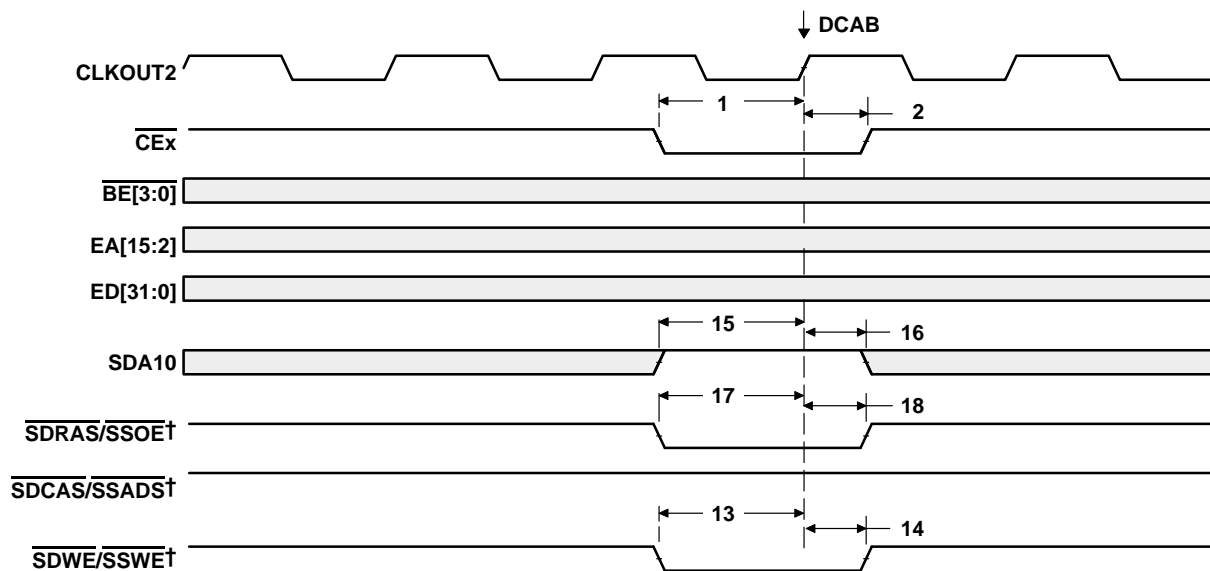 DCAB
CLKOUT2
1
2
CEx
BE[3:0]
EA[15:2]
ED[31:0]
15
16
SDA10
17
18
SDRAS/SSOE†
SDCAS/SSADS†
13
14
SDWE/SSWE†